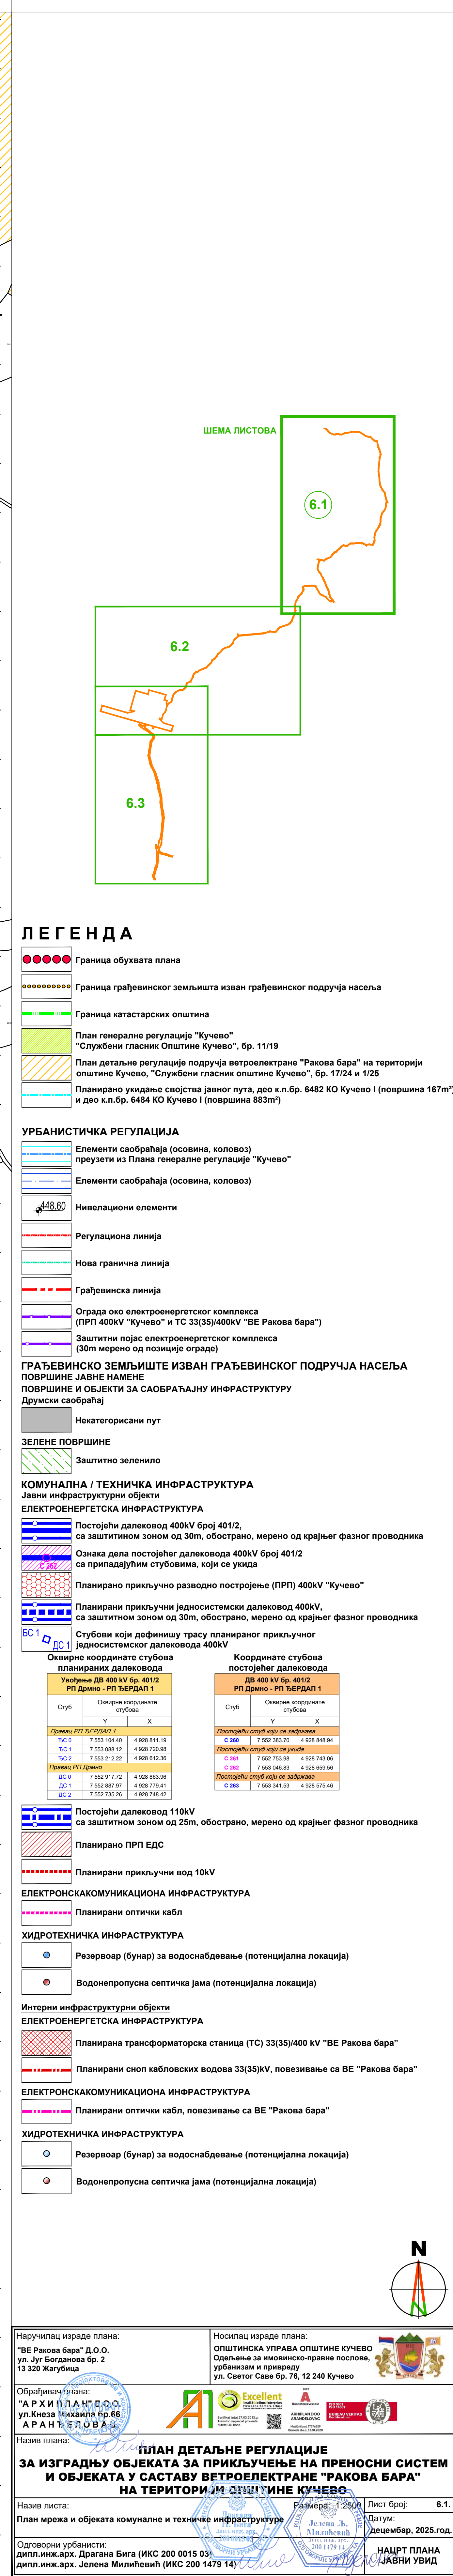 ШЕМА ЛИСТОВА
6.1
6.2
6.3
ЛЕГЕНДА
Граница обухвата плана
Граница грађевинског земљишта изван грађевинског подручја насеља
Граница катастарских општина
План генералне регулације "Кучево"
"Службени гласник Општине Кучево", бр. 11/19
План детаљне регулације подручја ветроелектране "Ракова бара" на територији
општине Кучево, "Службени гласник општине Кучево", бр. 17/24 и 1/25
Планирано укидање својства јавног пута, део к.п.бр. 6482 КО Кучево I (површина 167m²)
и део к.п.бр. 6484 КО Кучево I (површина 883m²)
УРБАНИСТИЧКА РЕГУЛАЦИЈА
Елементи саобраћаја (осовина, коловоз)
преузети из Плана генералне регулације "Кучево"
Елементи саобраћаја (осовина, коловоз)
448.60
Нивелациони елементи
Регулациона линија
Нова гранична линија
Грађевинска линија
Ограда око електроенергетског комплекса
(ПРП 400kV "Кучево" и ТС 33(35)/400kV "ВЕ Ракова бара")
Заштитни појас електроенергетског комплекса
(30m мерено од позиције ограде)
ГРАЂЕВИНСКО ЗЕМЉИШТЕ ИЗВАН ГРАЂЕВИНСКОГ ПОДРУЧЈА НАСЕЉА
ПОВРШИНЕ ЈАВНЕ НАМЕНЕ
ПОВРШИНЕ И ОБЈЕКТИ ЗА САОБРАЋАЈНУ ИНФРАСТРУКТУРУ
Друмски саобраћај
Некатегорисани пут
ЗЕЛЕНЕ ПОВРШИНЕ
Заштитно зеленило
КОМУНАЛНА / ТЕХНИЧКА ИНФРАСТРУКТУРА
Јавни инфраструктурни објекти
ЕЛЕКТРОЕНЕРГЕТСКА ИНФРАСТРУКТУРА
Постојећи далековод 400kV број 401/2,
са заштитном зоном од 30m, обострано, мерено од крајњег фазног проводника
С 262
Ознака дела постојећег далековода 400kV број 401/2
са припадајућим стубовима, који се укида
Планирано прикључно разводно постројење (ПРП) 400kV "Кучево"
Планирани прикључни једносистемски далековод 400kV,
са заштитном зоном од 30m, обострано, мерено од крајњег фазног проводника
БС 1
ДС 1
Стубови који дефинишу трасу планираног прикључног
једносистемског далековода 400kV
Оквирне координате стубова
планираних далековода
Увођење ДВ 400 kV бр. 401/2
РП Дрмно - РП ЂЕРДАП 1
Стуб
Оквирне координате
стубова
Y X
Правац РП ЂЕРДАП 1
ЂС 0 7 553 104.40 4 928 811.19
ЂС 1 7 553 088.12 4 928 720.98
ЂС 2 7 553 212.22 4 928 612.36
Правац РП Дрмно
ДС 0 7 552 917.72 4 928 863.96
ДС 1 7 552 887.97 4 928 779.41
ДС 2 7 552 735.26 4 928 748.42
Координате стубова
постојећег далековода
ДВ 400 kV бр. 401/2
РП Дрмно - РП ЂЕРДАП 1
Стуб
Оквирне координате
стубова
Y X
Постојећи стуб који се задржава
С 260 7 552 383.70 4 928 848.94
Постојећи стуб који се укида
С 261 7 552 753.98 4 928 743.06
С 262 7 553 046.83 4 928 659.56
Постојећи стуб који се задржава
С 263 7 553 341.53 4 928 575.46
Постојећи далековод 110kV
са заштитном зоном од 25m, обострано, мерено од крајњег фазног проводника
Планирано ПРП ЕДС
Планирани прикључни вод 10kV
ЕЛЕКТРОНСКАКОМУНИКАЦИОНА ИНФРАСТРУКТУРА
Планирани оптички кабл
ХИДРОТЕХНИЧКА ИНФРАСТРУКТУРА
Резервоар (бунар) за водоснабдевање (потенцијална локација)
Водонепропусна септичка јама (потенцијална локација)
Интерни инфраструктурни објекти
ЕЛЕКТРОЕНЕРГЕТСКА ИНФРАСТРУКТУРА
Планирана трансформаторска станица (ТС) 33(35)/400 kV "ВЕ Ракова бара"
Планирани сноп кабловских водова 33(35)kV, повезивање са ВЕ "Ракова бара"
ЕЛЕКТРОНСКАКОМУНИКАЦИОНА ИНФРАСТРУКТУРА
Планирани оптички кабл, повезивање са ВЕ "Ракова бара"
ХИДРОТЕХНИЧКА ИНФРАСТРУКТУРА
Резервоар (бунар) за водоснабдевање (потенцијална локација)
Водонепропусна септичка јама (потенцијална локација)
N
Наручилац израде плана:
"ВЕ Ракова бара" Д.О.О.
ул. Југ Богданова бр. 2
13 320 Жагубица
Носилац израде плана:
ОПШТИНСКА УПРАВА ОПШТИНЕ КУЧЕВО
Одељење за имовинско-правне послове,
урбанизам и привреду
ул. Светог Саве бр. 76, 12 240 Кучево
Обрађивач плана:
"АРХИПЛАН" Д.О.О.
ул.Кнеза Михаила бр.66
АРАНЂЕЛОВАЦ
Excellent
ARHIPLAN DOO
ARANĐELOVAC
BUREAU VERITAS
Назив плана:
ПЛАН ДЕТАЉНЕ РЕГУЛАЦИЈЕ
ЗА ИЗГРАДЊУ ОБЈЕКАТА ЗА ПРИКЉУЧЕЊЕ НА ПРЕНОСНИ СИСТЕМ
И ОБЈЕКАТА У САСТАВУ ВЕТРОЕЛЕКТРАНЕ "РАКОВА БАРА"
НА ТЕРИТОРИЈИ ОПШТИНЕ КУЧЕВО
Назив листа:
План мрежа и објеката комуналне и техничке инфраструктуре
Размера: 1:2500
Лист број: 6.1.
Датум:
децембар, 2025.год.
Одговорни урбанисти:
дипл.инж.арх. Драгана Бига (ИКС 200 0015 03)
дипл.инж.арх. Јелена Милићевић (ИКС 200 1479 14)
НАЦРТ ПЛАНА
ЈАВНИ УВИД
Јелена Љ.
Милићевић
200 1479 14